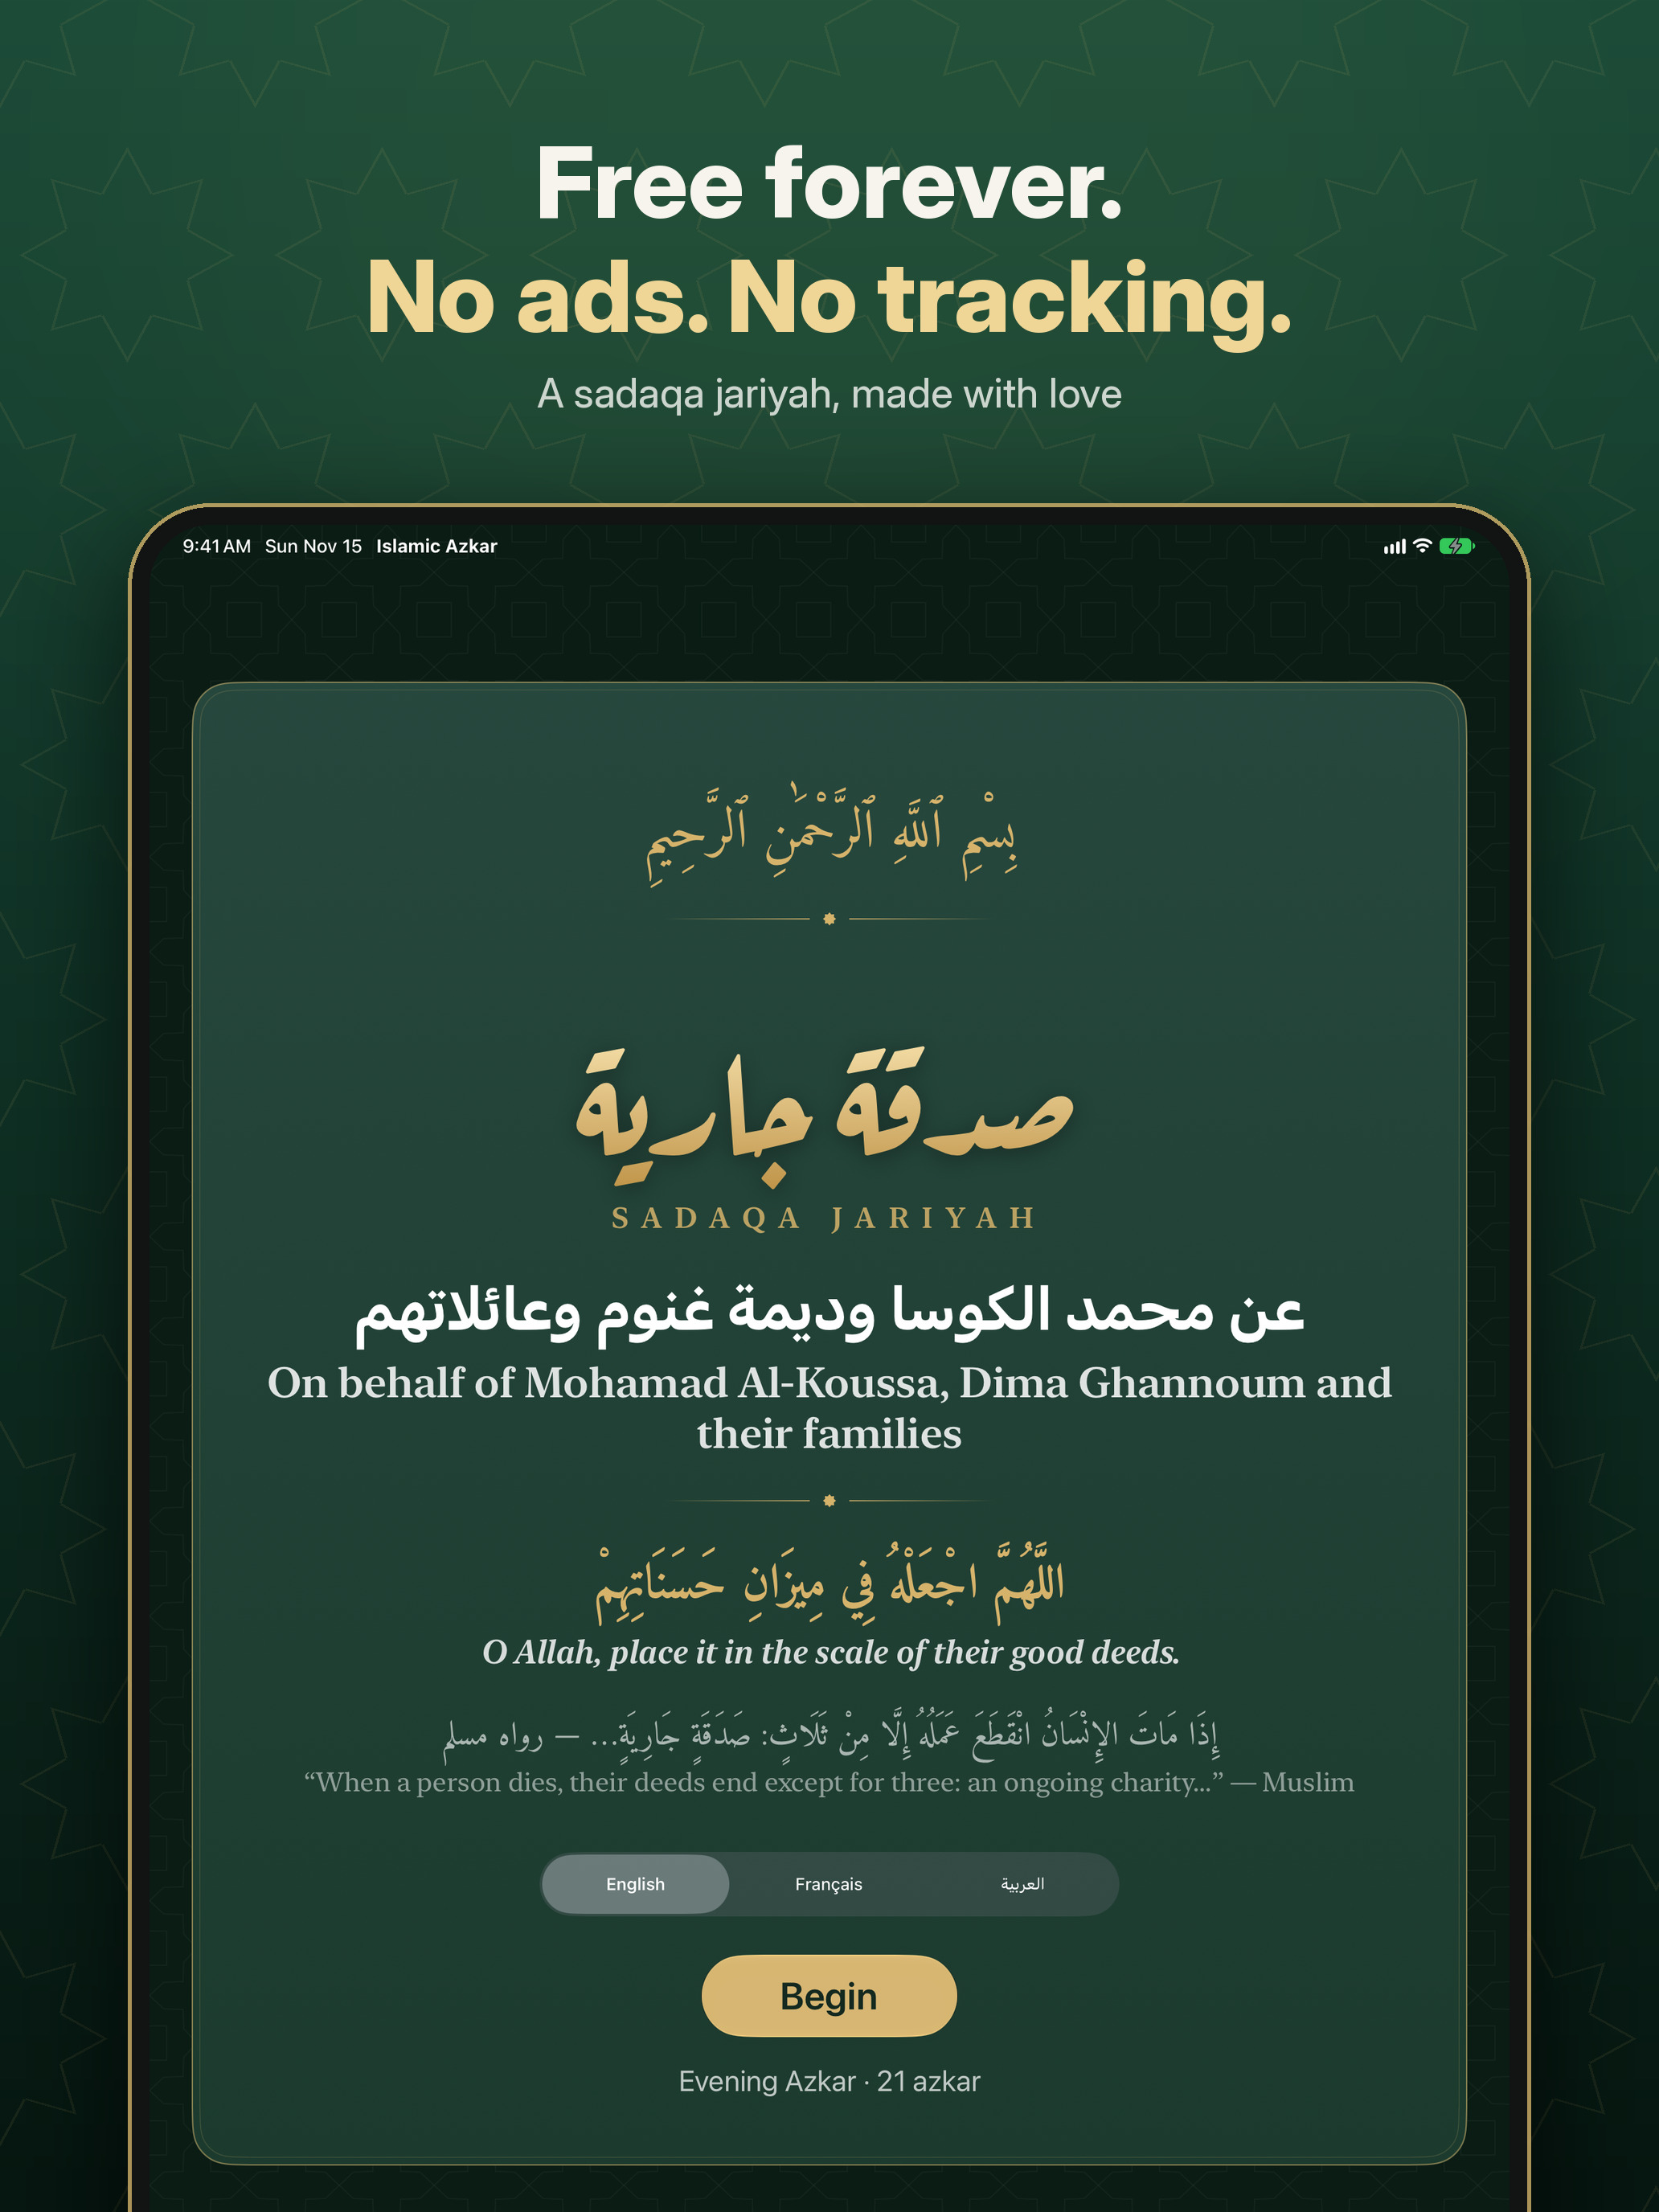 Free forever.
No ads. No tracking.
A sadaqa jariyah, made with love
9:41 AM Sun Nov 15 Islamic Azkar
بِسْمِ ٱللَّهِ ٱلرَّحْمَٰنِ ٱلرَّحِيمِ
صدقة جارية
SADAQA JARIYAH
عن محمد الكوسا وديمة غنوم وعائلاتهم
On behalf of Mohamad Al-Koussa, Dima Ghannoum and
their families
اللَّهُمَّ اجْعَلْهُ فِي مِيزَانِ حَسَنَاتِهِمْ
O Allah, place it in the scale of their good deeds.
إِذَا مَاتَ الإِنْسَانُ انْقَطَعَ عَمَلُهُ إِلَّا مِنْ ثَلَاثٍ: صَدَقَةٍ جَارِيَةٍ... — رواه مسلم
“When a person dies, their deeds end except for three: an ongoing charity...” — Muslim
English Français العربية
Begin
Evening Azkar · 21 azkar